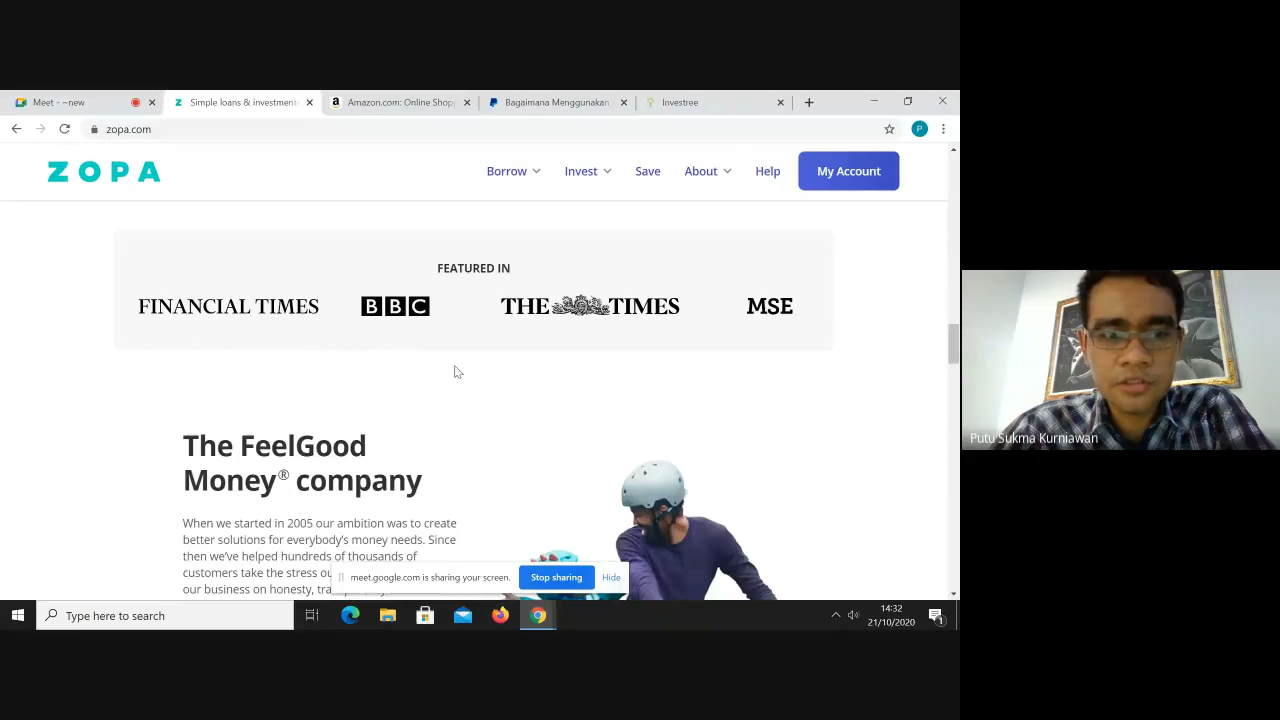 Meet - ~new
Simple loans & investment
Amazon.com: Online Shop
Bagaimana Menggunakan
Investree
zopa.com
P
ZOPA
Borrow
Invest
Save
About
Help
My Account
FEATURED IN
FINANCIAL TIMES
BBC
THE TIMES
MSE
The FeelGood
Money® company
When we started in 2005 our ambition was to create
better solutions for everybody's money needs. Since
then we've helped hundreds of thousands of
customers take the stress
our business on honesty,
meet.google.com is sharing your screen.
Stop sharing
Hide
Type here to search
14:32
21/10/2020
1
Putu Sukma Kurniawan